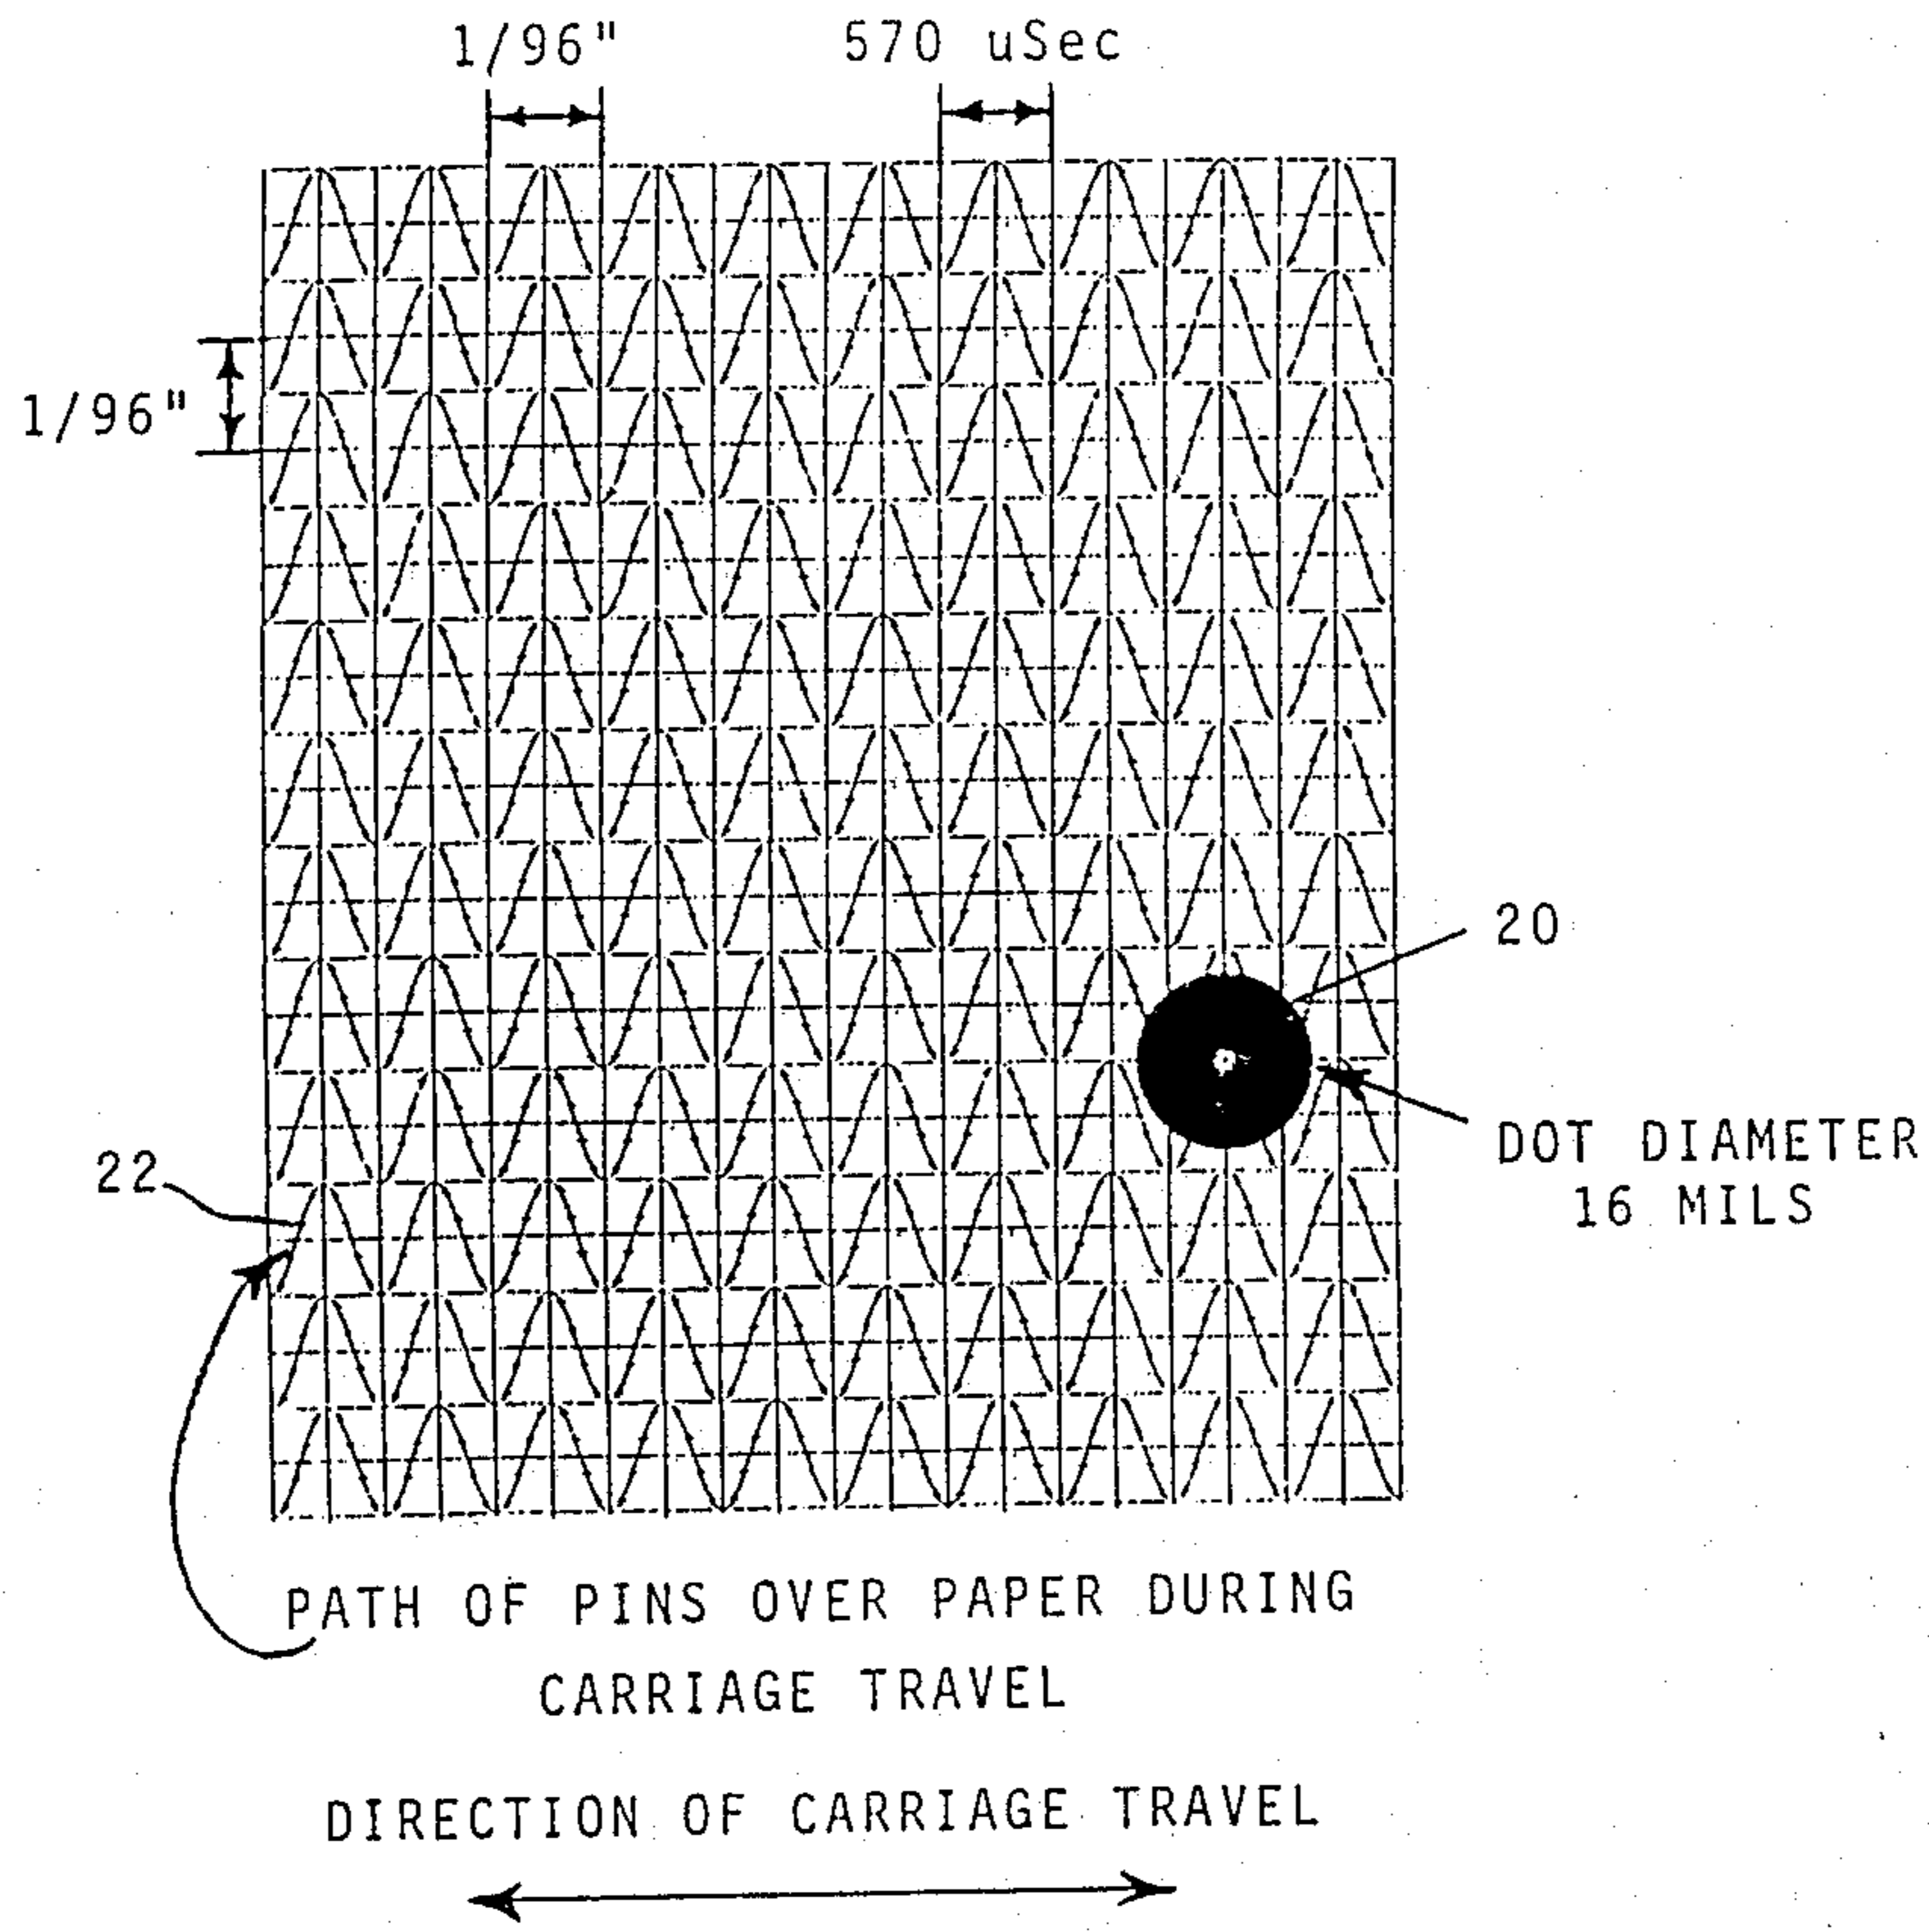 1/96"
570 uSec
1/96"
20
DOT DIAMETER
16 MILS
22
PATH OF PINS OVER PAPER DURING
CARRIAGE TRAVEL
DIRECTION OF CARRIAGE TRAVEL